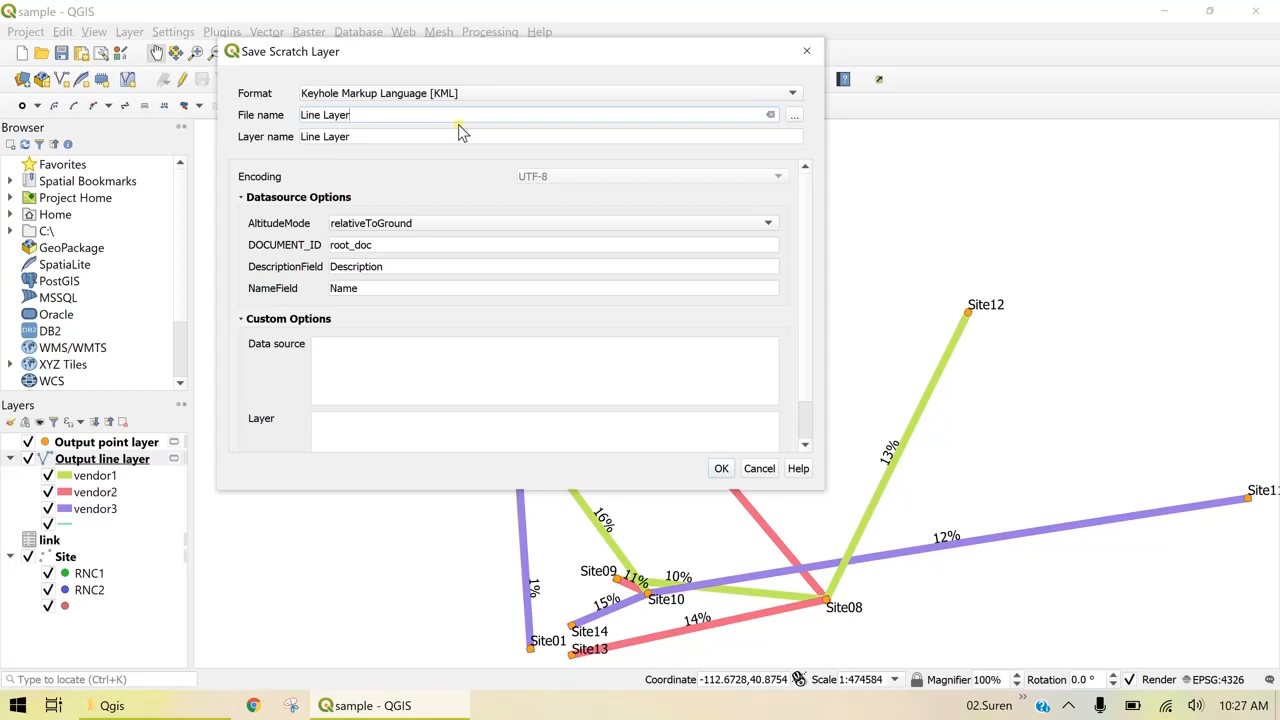 sample - QGIS
Project Edit View Layer Settings Plugins Vector Raster Database Web Mesh Processing Help
Save Scratch Layer
Format Keyhole Markup Language [KML]
File name Line Layer ...
Layer name Line Layer
Encoding UTF-8
Datasource Options
AltitudeMode relativeToGround
DOCUMENT_ID root_doc
DescriptionField Description
NameField Name
Custom Options
Data source
Layer
OK Cancel Help
Browser
Favorites
Spatial Bookmarks
Project Home
Home
C:\
GeoPackage
SpatiaLite
PostGIS
MSSQL
Oracle
DB2 DB2
WMS/WMTS
XYZ Tiles
WCS
Layers
Output point layer
Output line layer
vendor1
vendor2
vendor3
link
Site
RNC1
RNC2
Site12
13%
Site11
12%
16%
Site09
11%
10%
Site10
15%
1%
Site08
14%
Site14
Site01
Site13
Type to locate (Ctrl+K)
Coordinate -112.6728,40.8754 Scale 1:474584 Magnifier 100% Rotation 0.0 ° Render EPSG:4326
Qgis
sample - QGIS
02.Suren
10:27 AM